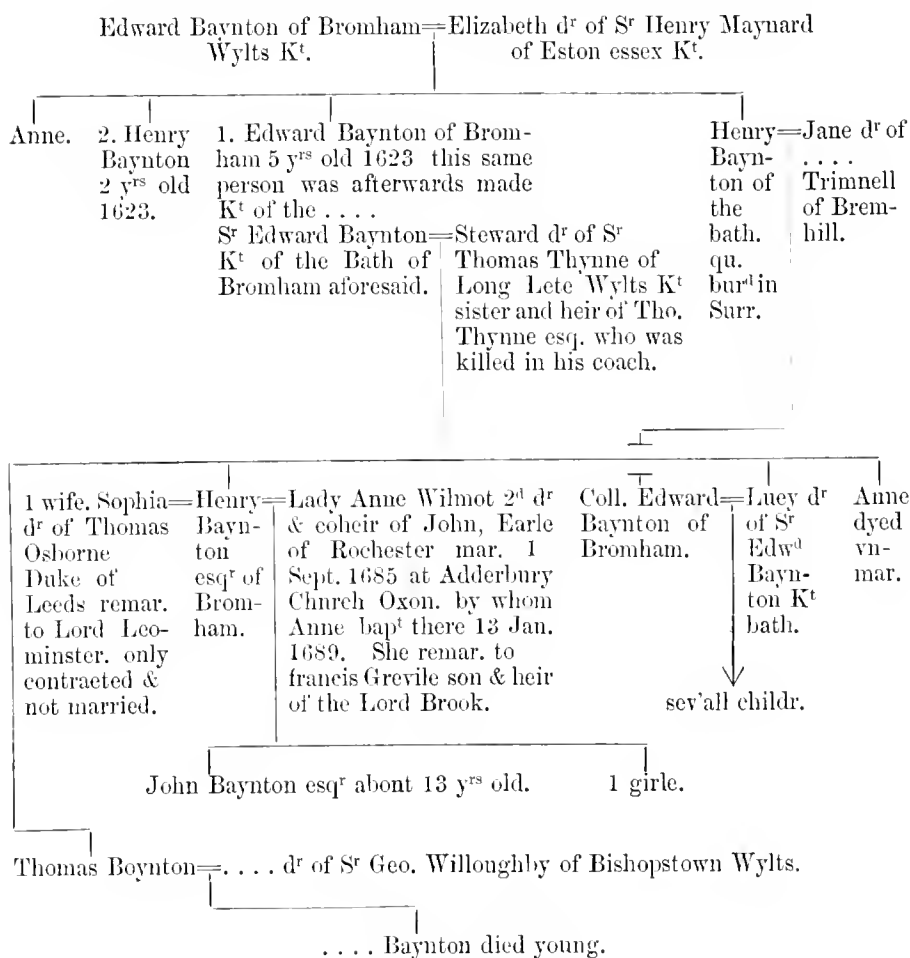 Edward Baynton of Bromham=Elizabeth dʳ of Sʳ Henry Maynard
Wylts Kᵗ.
of Eston essex Kᵗ.
Anne.
2. Henry
Baynton
2 yʳˢ old
1623.
1. Edward Baynton of Brom-
ham 5 yʳˢ old 1623 this same
person was afterwards made
Kᵗ of the . . . .
Sʳ Edward Baynton=
Kᵗ of the Bath of
Bromham aforesaid.
Steward dʳ of Sʳ
Thomas Thynne of
Long Lete Wylts Kᵗ
sister and heir of Tho.
Thynne esq. who was
killed in his coach.
Henry=
Bayn-
ton of
the
bath.
qu.
burᵈ in
Surr.
Jane dʳ of
. . . .
Trimnell
of Brem-
hill.
1 wife. Sophia=
dʳ of Thomas
Osborne
Duke of
Leeds remar.
to Lord Leo-
minster. only
contracted &
not married.
Henry=
Bayn-
ton
esqʳ of
Brom-
ham.
Lady Anne Wilmot 2ᵈ dʳ
& coheir of John, Earle
of Rochester mar. 1
Sept. 1685 at Adderbury
Church Oxon. by whom
Anne bapᵗ there 13 Jan.
1689. She remar. to
francis Grevile son & heir
of the Lord Brook.
Coll. Edward=
Baynton of
Bromham.
Luey dʳ
of Sʳ
Edwᵈ
Bayn-
ton Kᵗ
bath.
Anne
dyed
vn-
mar.
sev'all childr.
John Baynton esqʳ abont 13 yʳˢ old.
1 girle.
Thomas Boynton=. . . . dʳ of Sʳ Geo. Willoughby of Bishopstown Wylts.
. . . . Baynton died young.